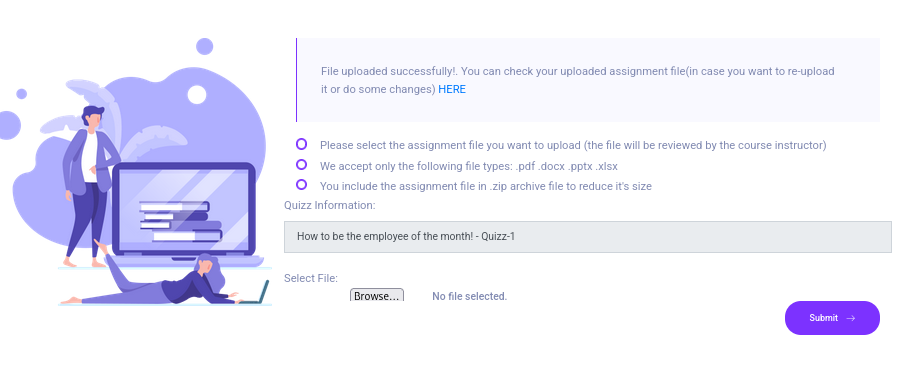 File uploaded successfully!. You can check your uploaded assignment file(in case you want to re-upload
it or do some changes) HERE
Please select the assignment file you want to upload (the file will be reviewed by the course instructor)
We accept only the following file types: .pdf .docx .pptx .xlsx
You include the assignment file in .zip archive file to reduce it's size
Quizz Information:
How to be the employee of the month! - Quizz-1
Select File:
Browse... No file selected.
Submit →